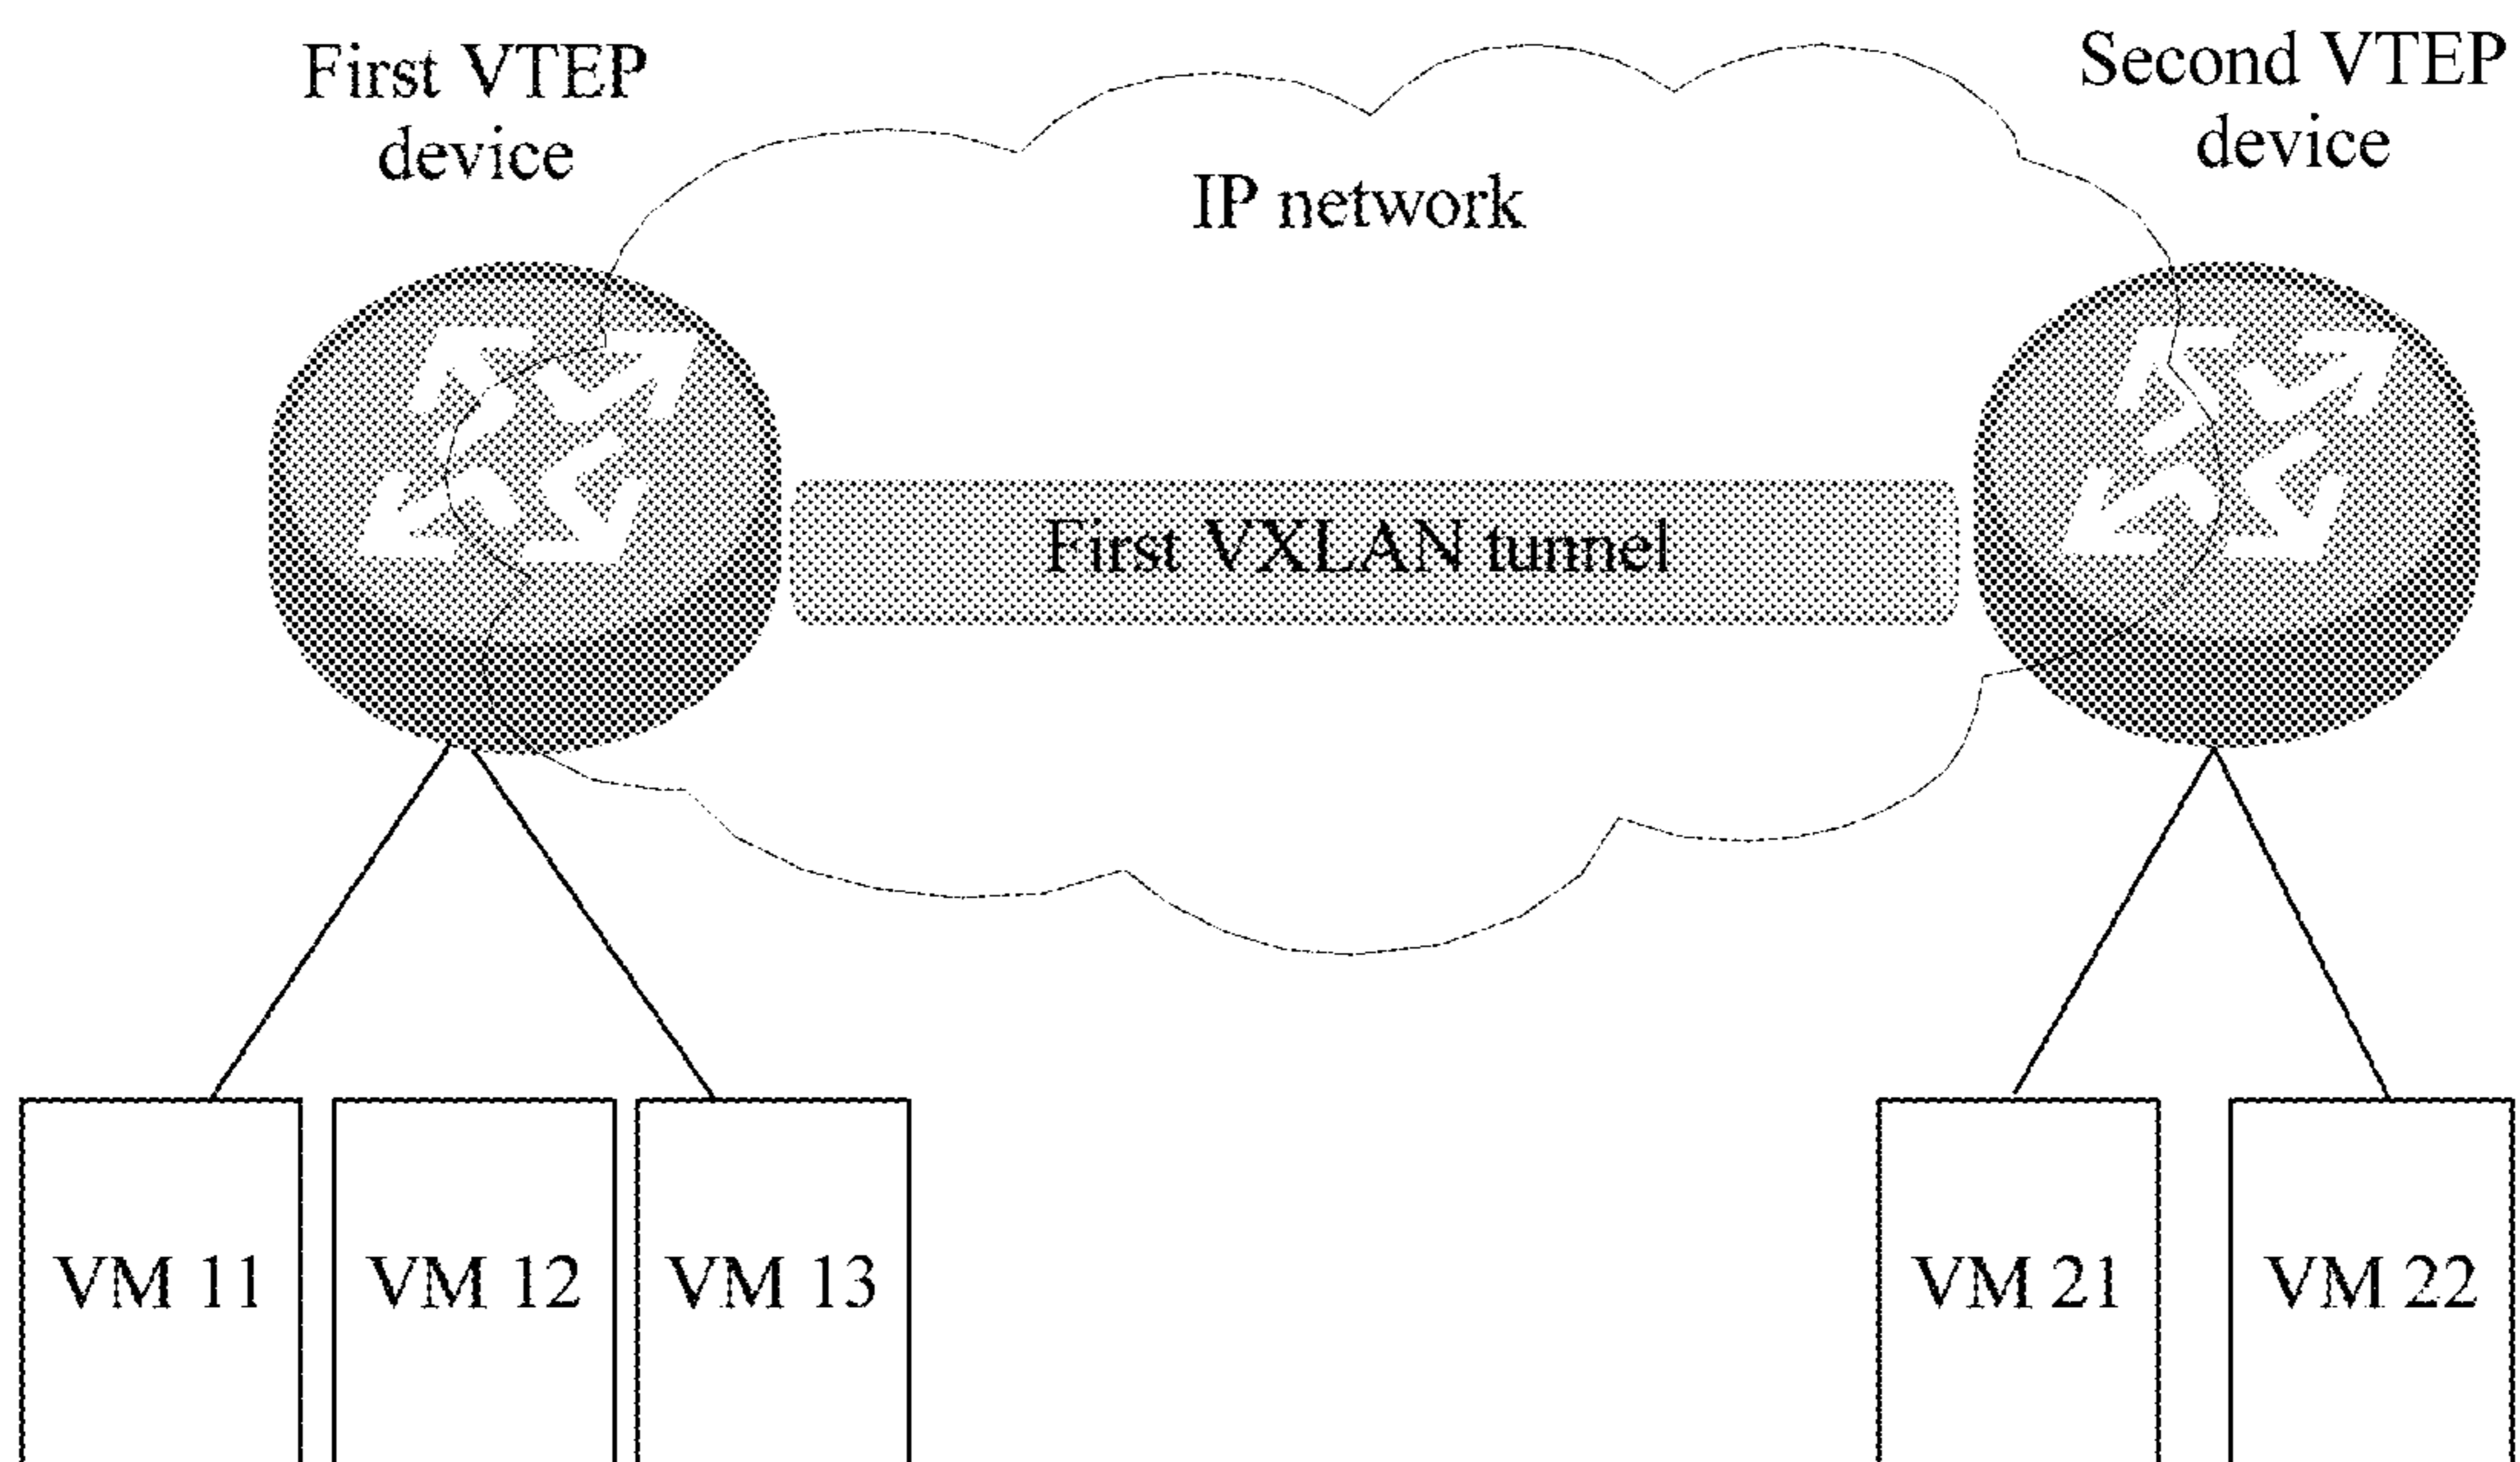 First VTEP
device
Second VTEP
device
IP network
First VXLAN tunnel
VM 11
VM 12
VM 13
VM 21
VM 22